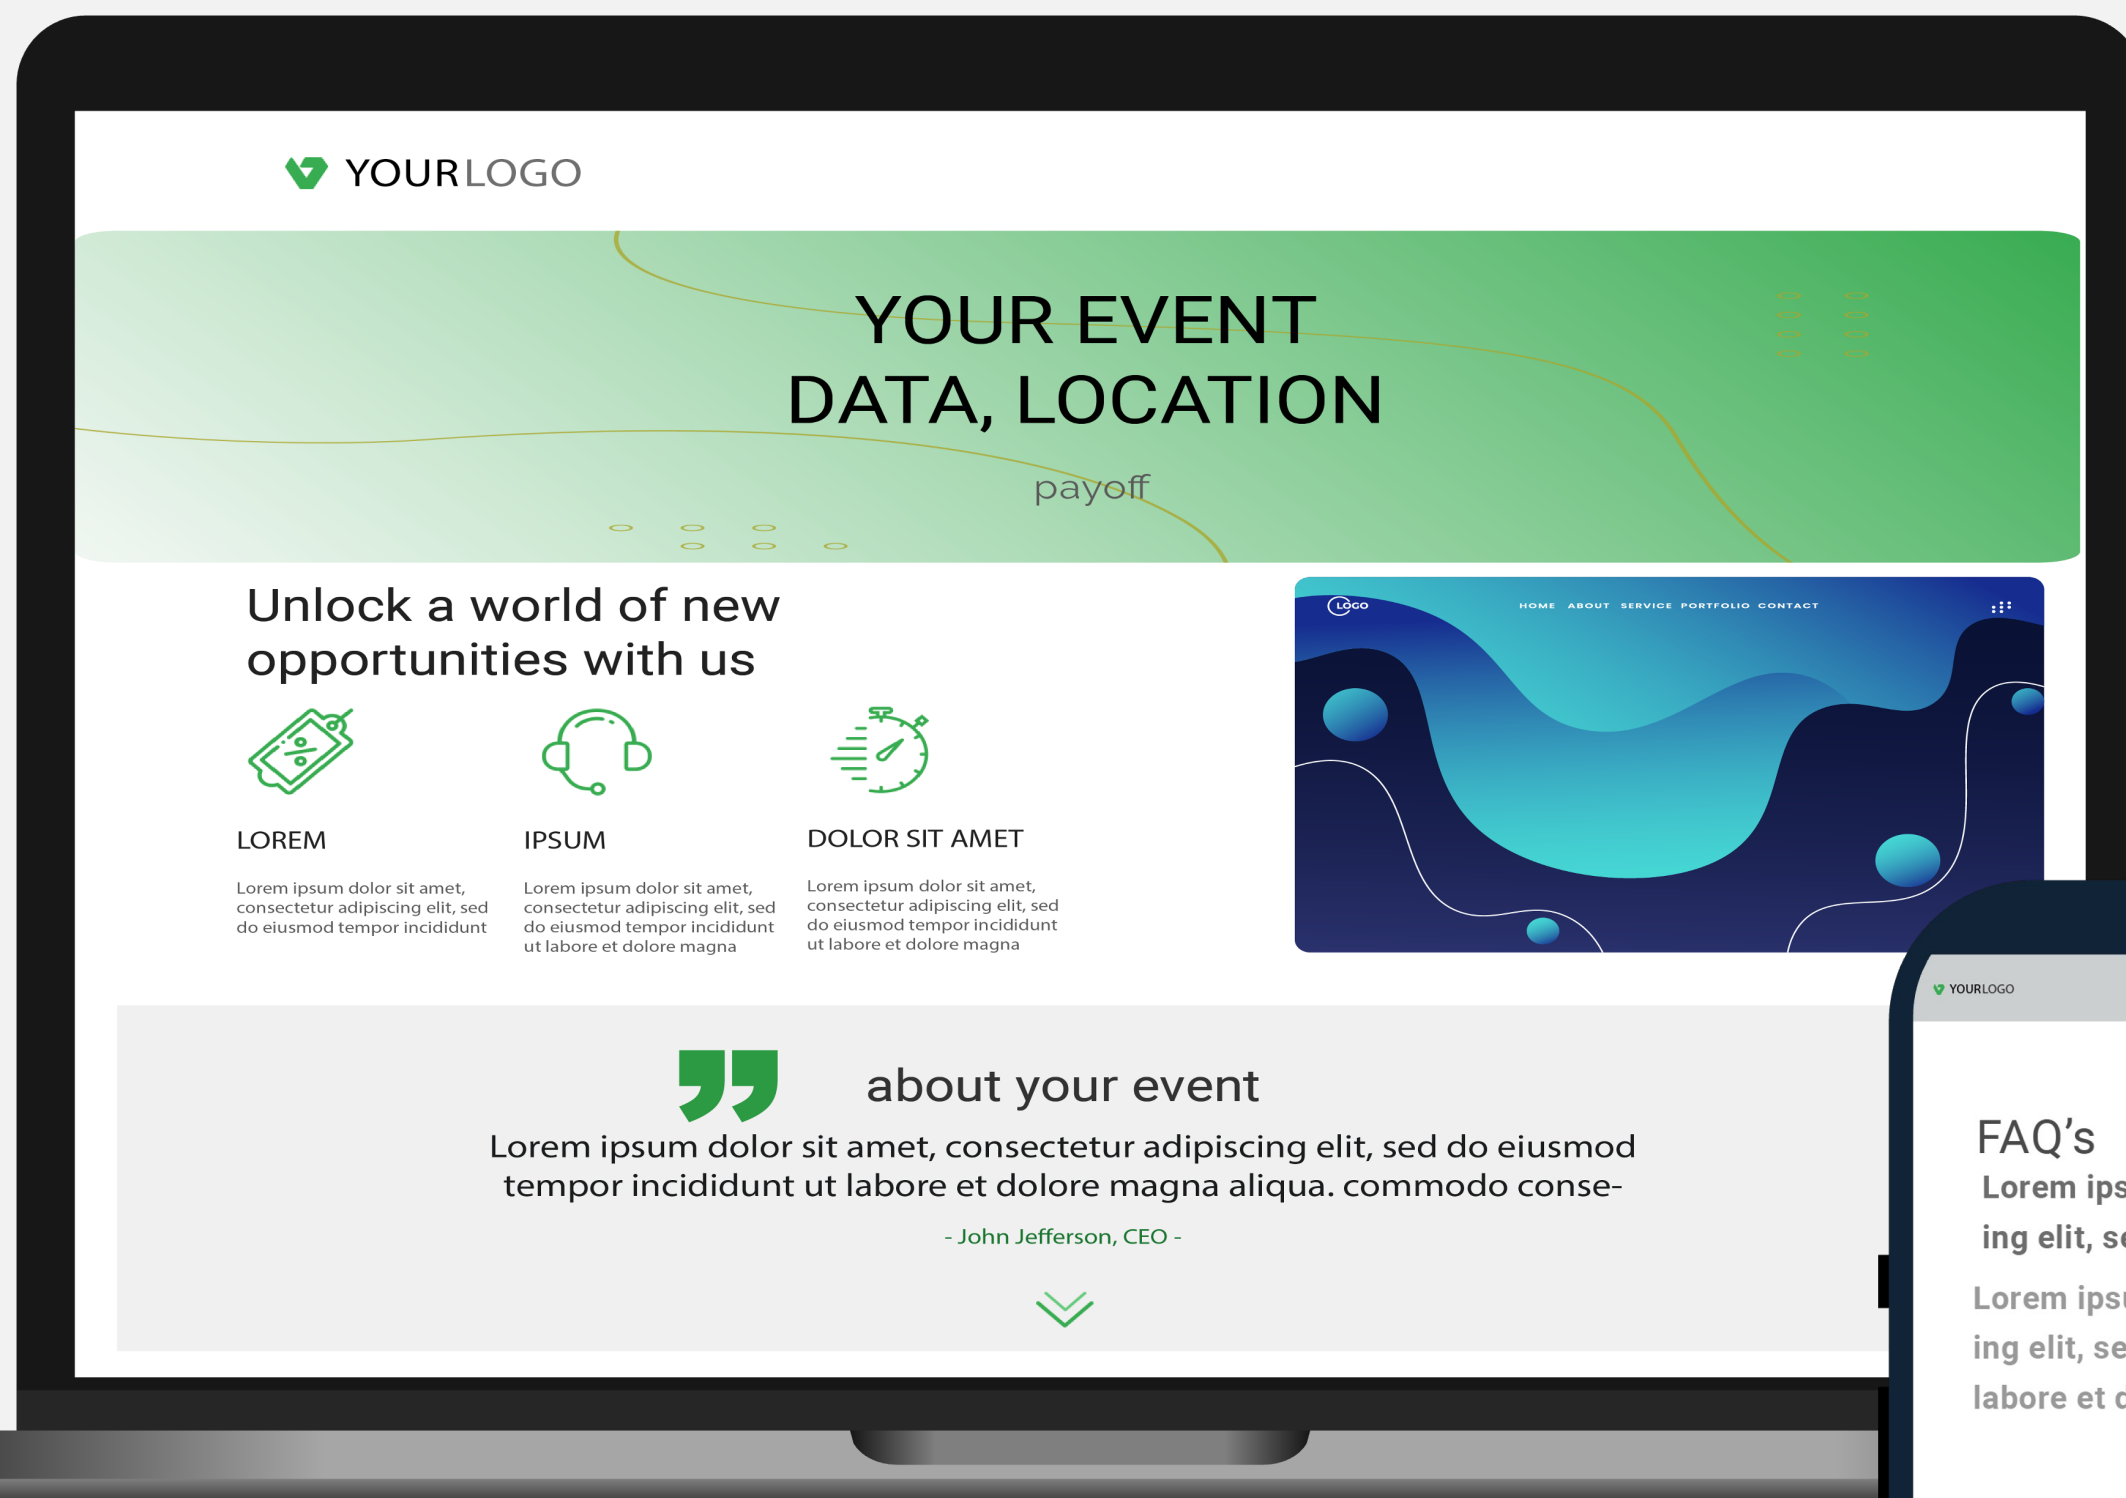 YOURLOGO
YOUR EVENT
DATA, LOCATION
payoff
Unlock a world of new
opportunities with us
LOREM
Lorem ipsum dolor sit amet,
consectetur adipiscing elit, sed
do eiusmod tempor incididunt
IPSUM
Lorem ipsum dolor sit amet,
consectetur adipiscing elit, sed
do eiusmod tempor incididunt
ut labore et dolore magna
DOLOR SIT AMET
Lorem ipsum dolor sit amet,
consectetur adipiscing elit, sed
do eiusmod tempor incididunt
ut labore et dolore magna
LOGO
HOME ABOUT SERVICE PORTFOLIO CONTACT
about your event
Lorem ipsum dolor sit amet, consectetur adipiscing elit, sed do eiusmod
tempor incididunt ut labore et dolore magna aliqua. commodo conse-
- John Jefferson, CEO -
YOURLOGO
FAQ's
Lorem ips
ing elit, se
Lorem ipsu
ing elit, se
labore et d